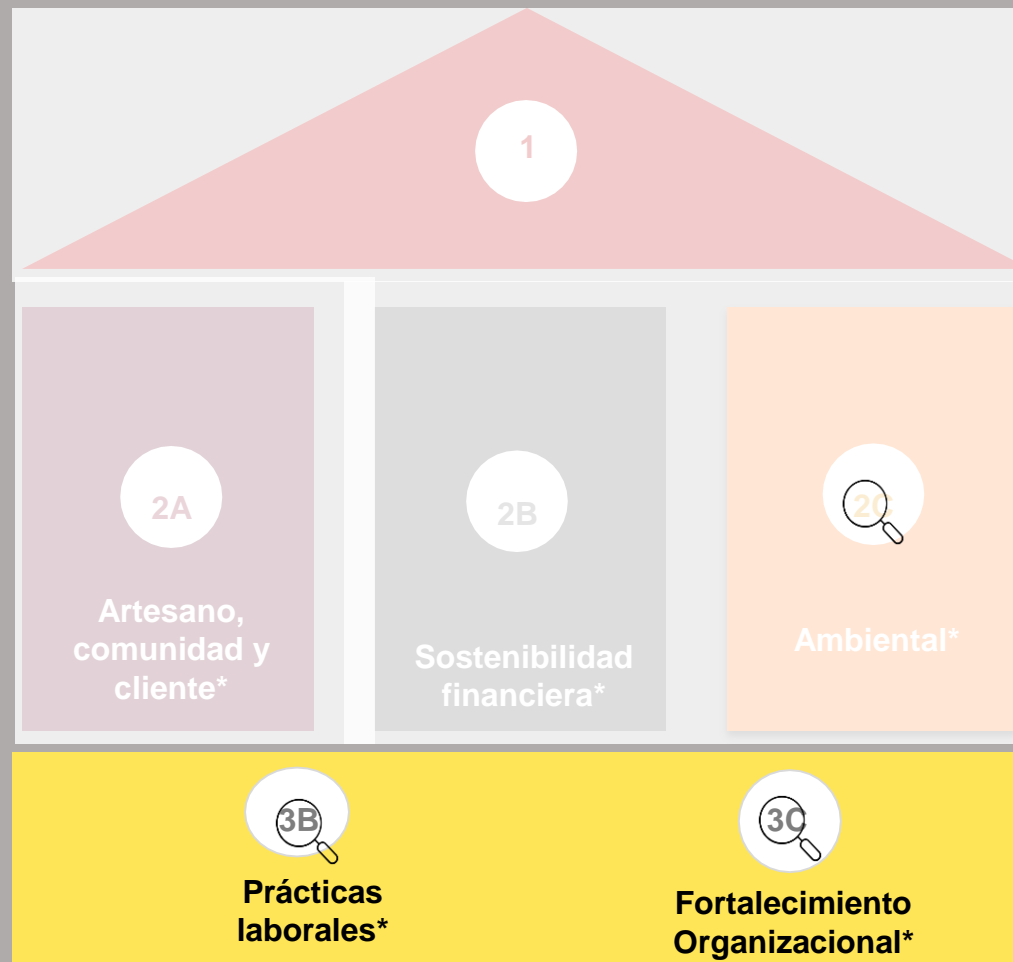 1
2A
Artesano,
comunidad y
cliente*
2B
Sostenibilidad
financiera*
2C
Ambiental*
3B
Prácticas
laborales*
3C
Fortalecimiento
Organizacional*